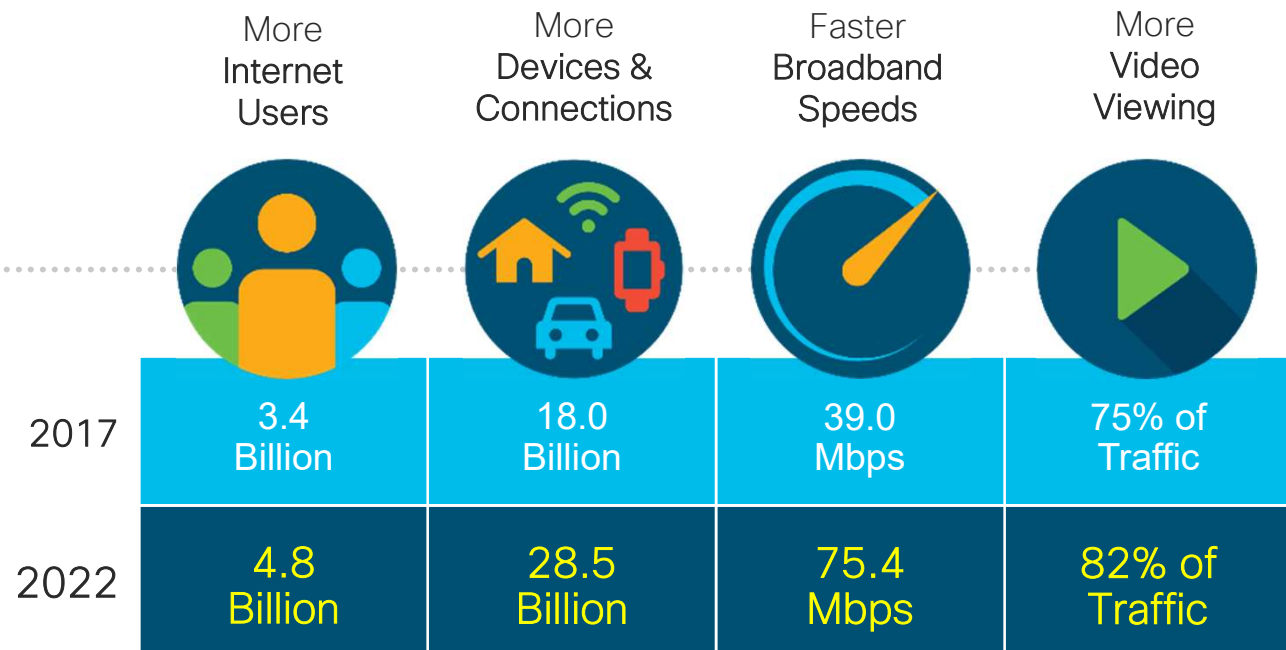 More
Internet
Users
More
Devices &
Connections
Faster
Broadband
Speeds
More
Video
Viewing
2017
3.4
Billion
18.0
Billion
39.0
Mbps
75% of
Traffic
2022
4.8
Billion
28.5
Billion
75.4
Mbps
82% of
Traffic